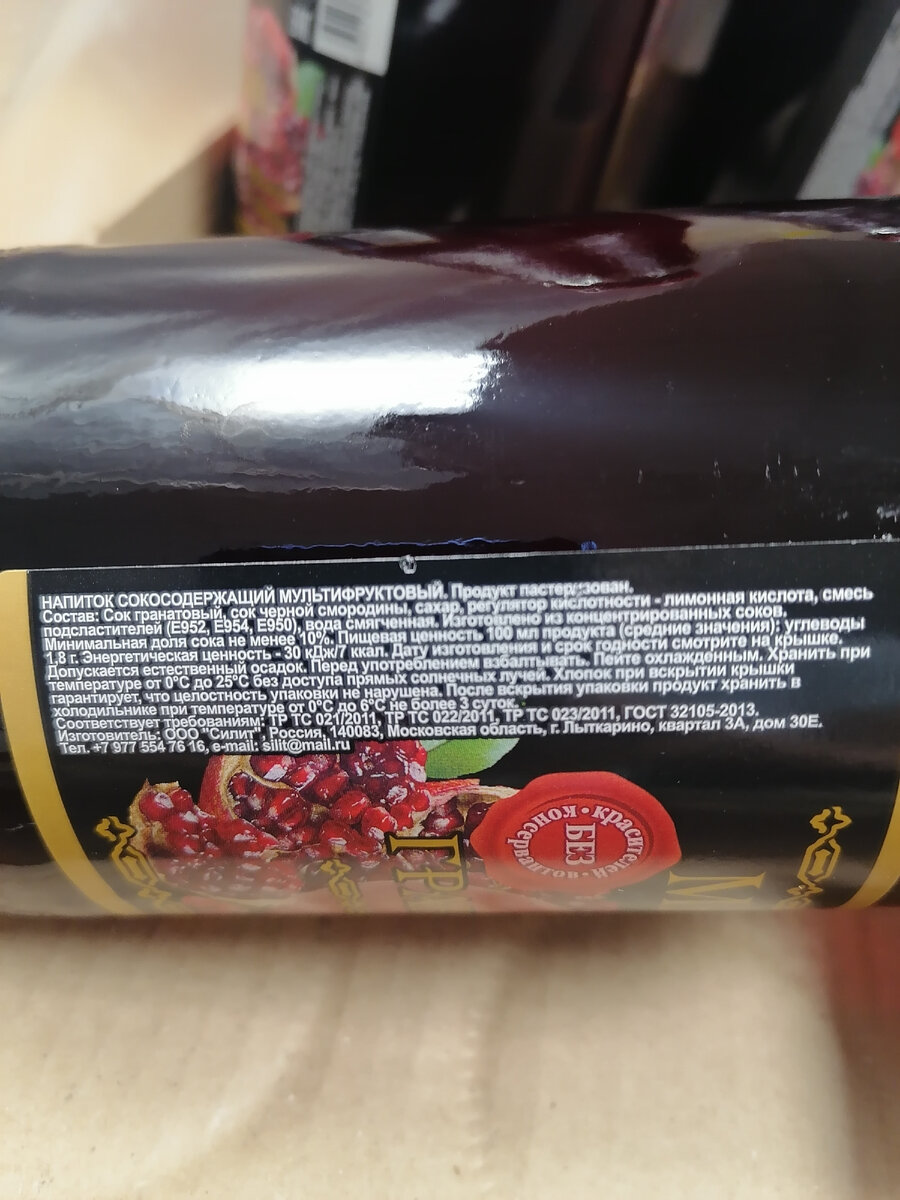 НАПИТОК СОКОСОДЕРЖАЩИЙ МУЛЬТИФРУКТОВЫЙ. Продукт пастеризован.
Состав: Сок гранатовый, сок черной смородины, сахар, регулятор кислотности - лимонная кислота, смесь
подсластителей (Е952, Е954, Е950), вода смягченная. Изготовлено из концентрированных соков.
Минимальная доля сока не менее 10%. Пищевая ценность 100 мл продукта (средние значения): углеводы
1,8 г. Энергетическая ценность - 30 кДж/7 ккал. Дату изготовления и срок годности смотрите на крышке.
Допускается естественный осадок. Перед употреблением взбалтывать. Пейте охлажденным. Хранить при
температуре от 0°С до 25°С без доступа прямых солнечных лучей. Хлопок при вскрытии крышки
гарантирует, что целостность упаковки не нарушена. После вскрытия упаковки продукт хранить в
холодильнике при температуре от 0°С до 6°С не более 3 суток.
Соответствует требованиям: ТР ТС 021/2011, ТР ТС 022/2011, ТР ТС 023/2011, ГОСТ 32105-2013.
Изготовитель: ООО "Силит", Россия, 140083, Московская область, г. Лыткарино, квартал 3А, дом 30Е.
Тел. +7 977 554 76 16, e-mail: silit@mail.ru
БЕЗ
красителей • консервантов •
ГРА
М